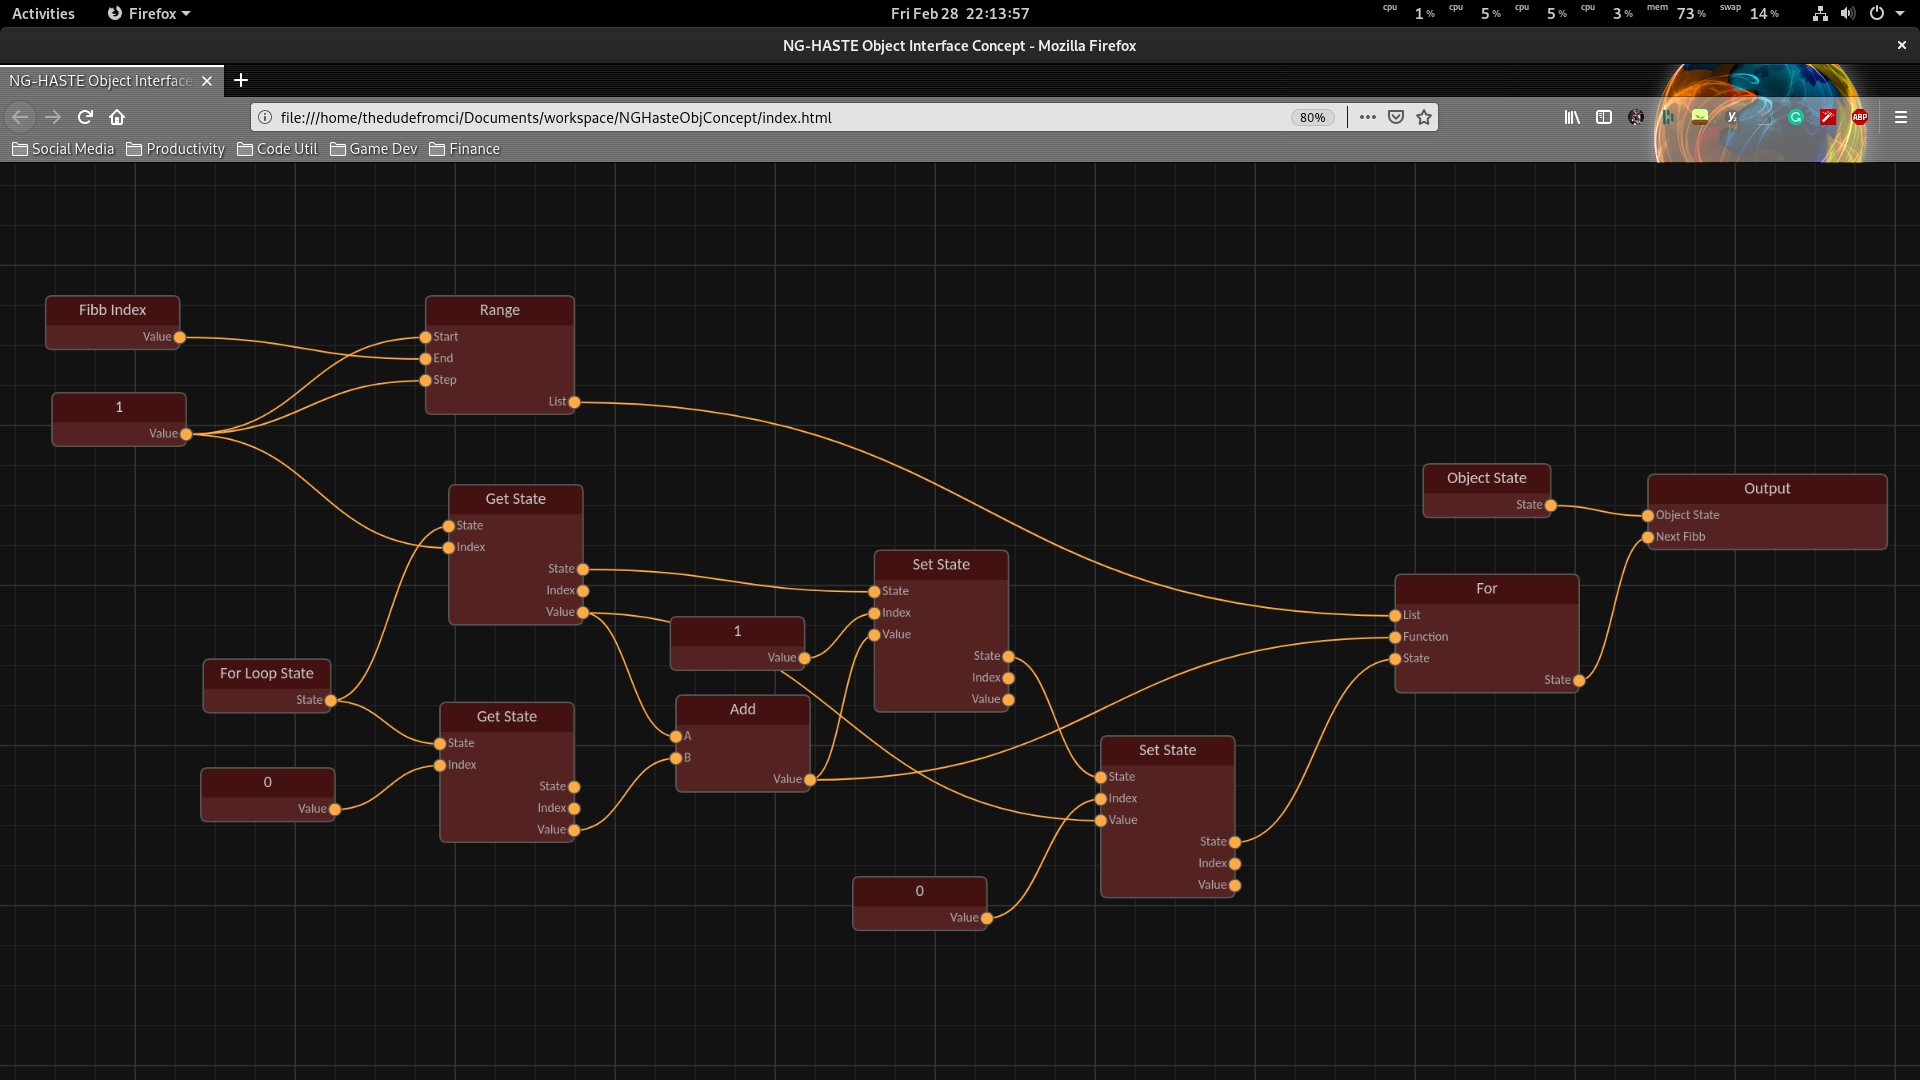 Activities Firefox Fri Feb 28 22:13:57 cpu 1 % cpu 5 % cpu 5 % cpu 3 % mem 73 % swap 14 %
NG-HASTE Object Interface Concept - Mozilla Firefox
NG-HASTE Object Interface
file:///home/thedudefromci/Documents/workspace/NGHasteObjConcept/index.html 80%
ABP
Social Media Productivity Code Util Game Dev Finance
Fibb Index
Value
Range
Start
End
Step
List
1
Value
Get State
State
Index
State
Index
Value
For Loop State
State
Get State
State
Index
State
Index
Value
0
Value
1
Value
Add
A
B
Value
Set State
State
Index
Value
State
Index
Value
0
Value
Set State
State
Index
Value
State
Index
Value
Object State
State
For
List
Function
State
State
Output
Object State
Next Fibb